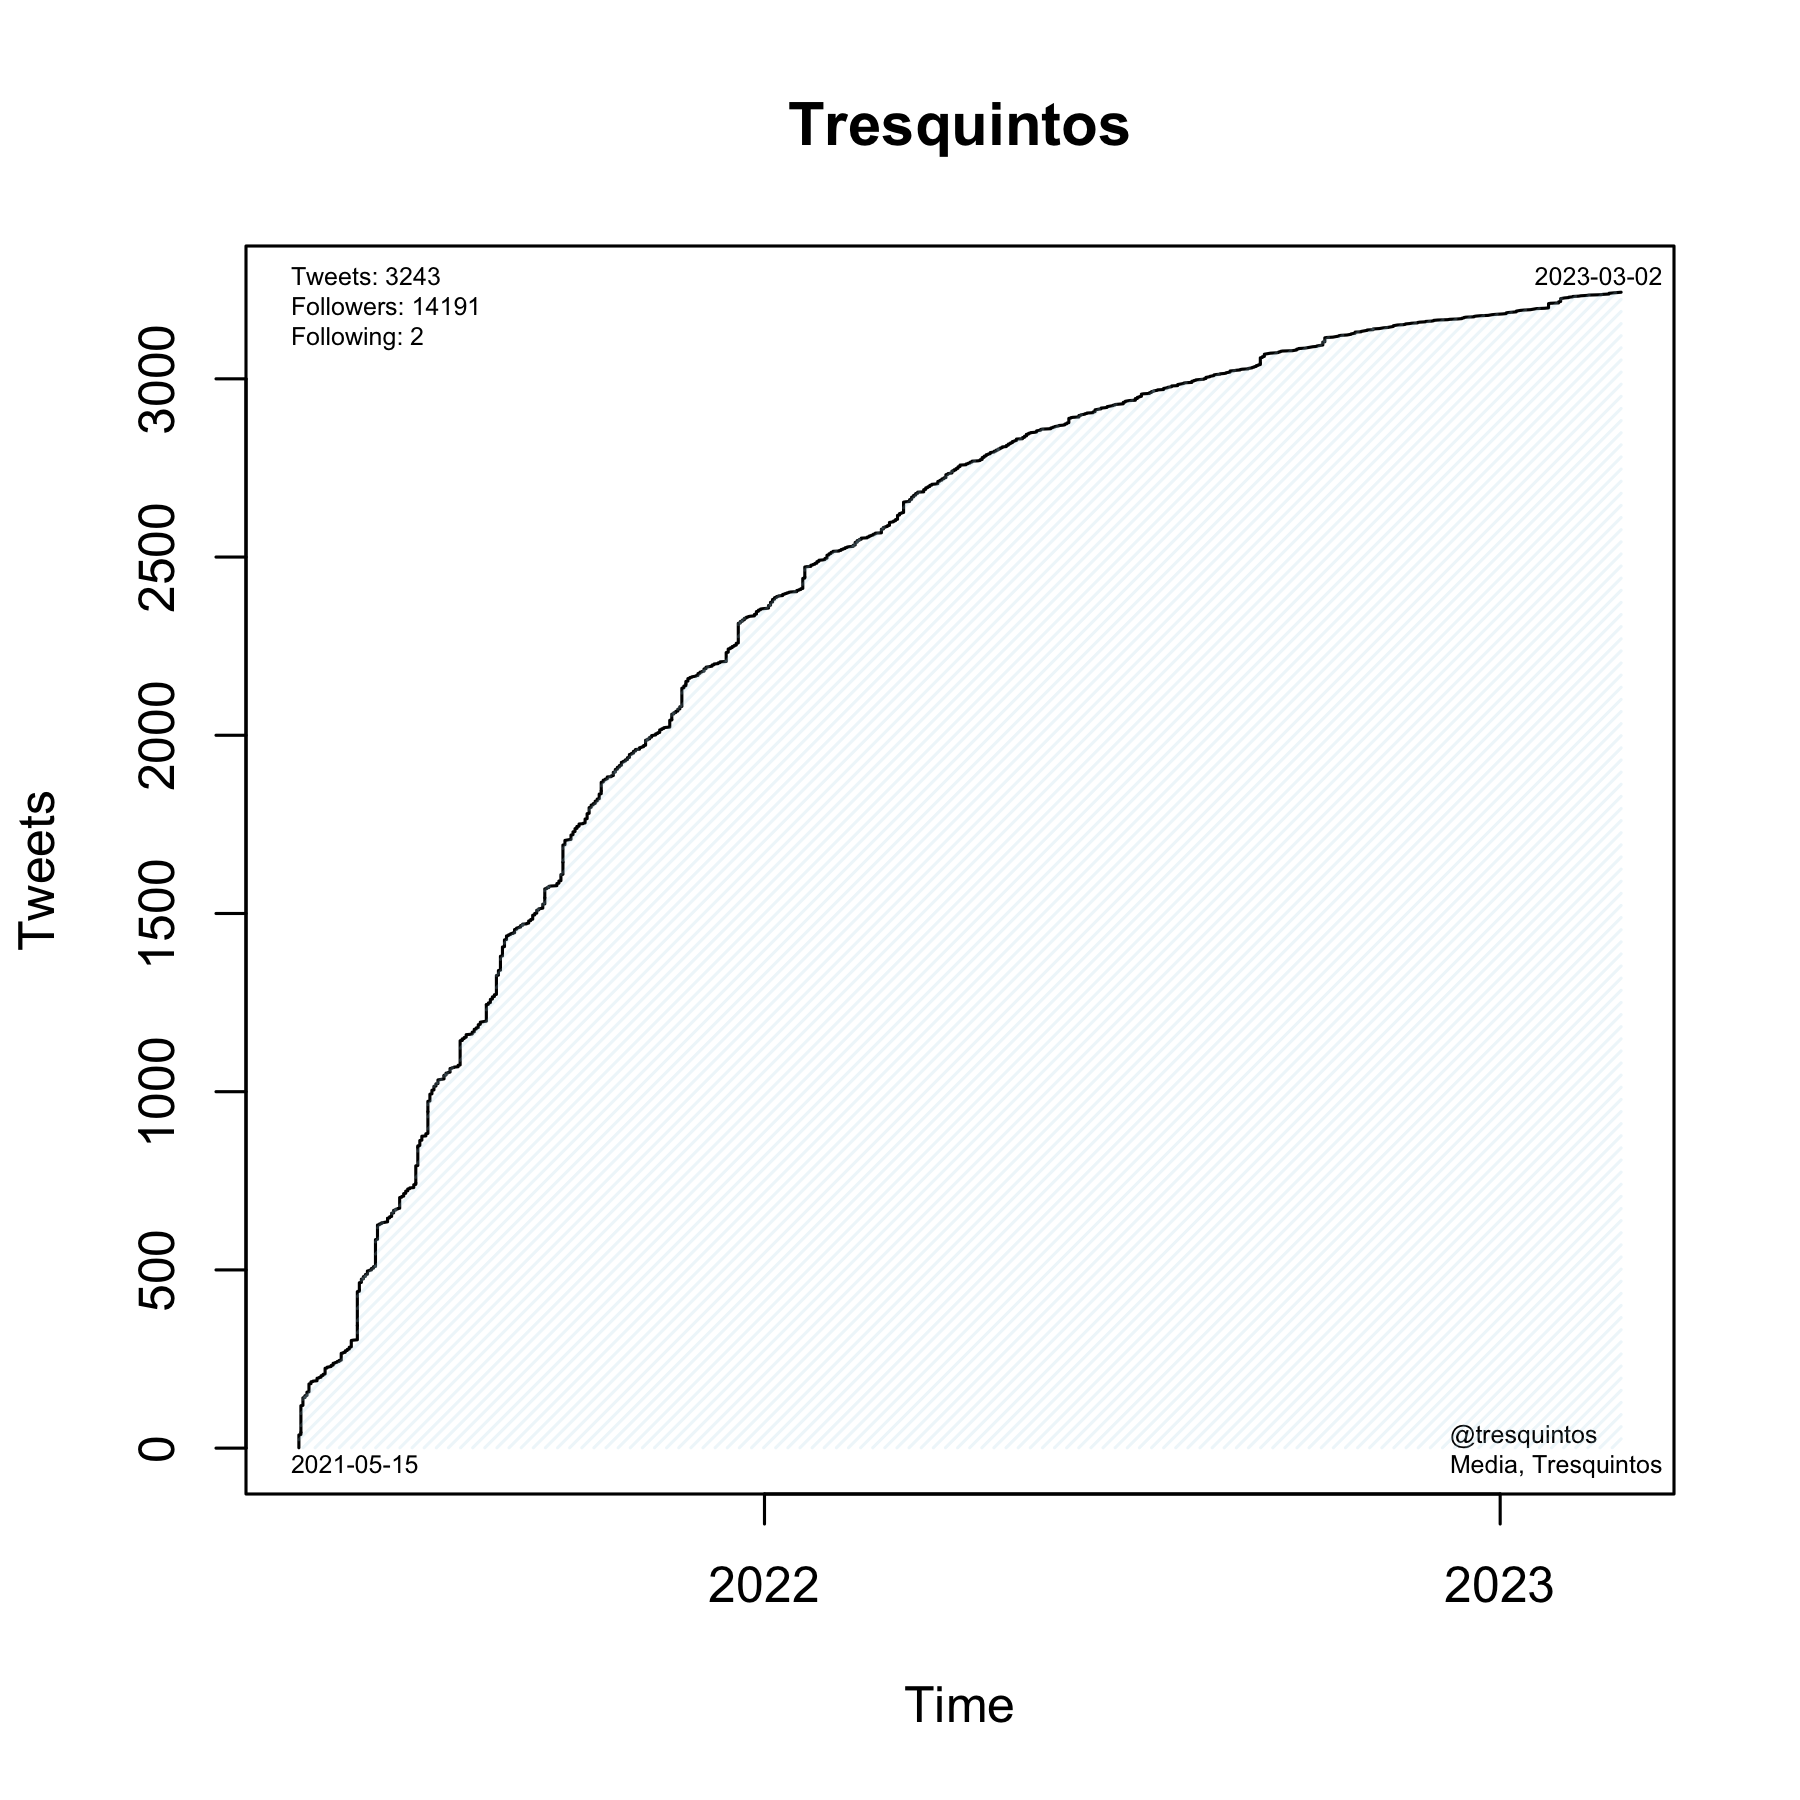 Tresquintos
Tweets: 3243
Followers: 14191
Following: 2
2023-03-02
3000
2500
2000
1500
1000
500
0
Tweets
2021-05-15
@tresquintos
Media, Tresquintos
2022
2023
Time